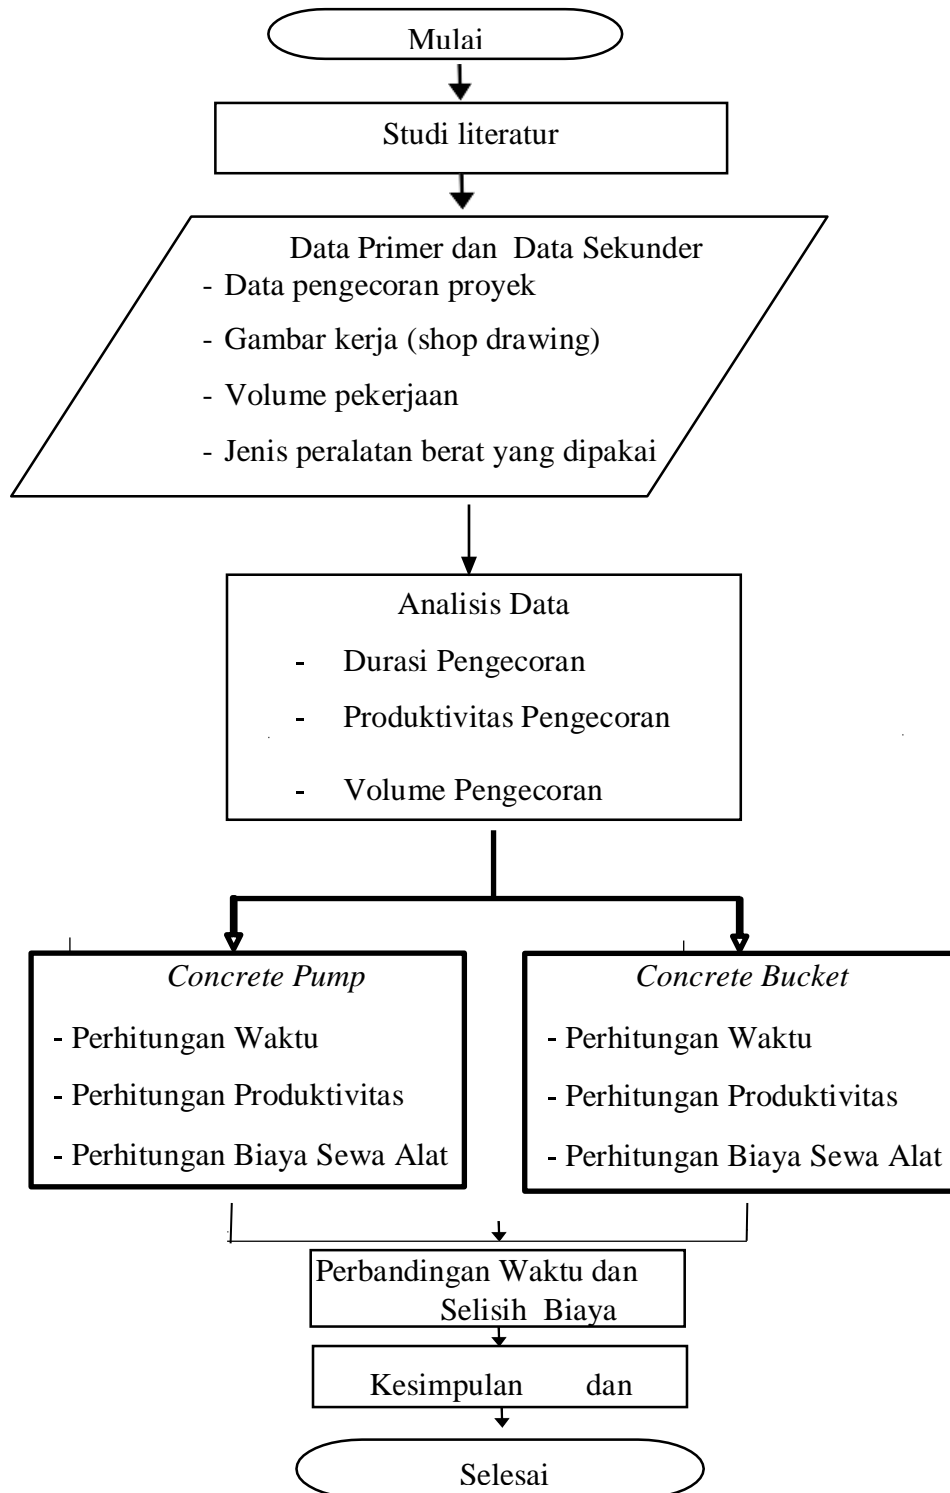 Mulai
Studi literatur
Data Primer dan Data Sekunder
- Data pengecoran proyek
- Gambar kerja (shop drawing)
- Volume pekerjaan
- Jenis peralatan berat yang dipakai
Analisis Data
- Durasi Pengecoran
- Produktivitas Pengecoran
- Volume Pengecoran
Concrete Pump
- Perhitungan Waktu
- Perhitungan Produktivitas
- Perhitungan Biaya Sewa Alat
Concrete Bucket
- Perhitungan Waktu
- Perhitungan Produktivitas
- Perhitungan Biaya Sewa Alat
Perbandingan Waktu dan
Selisih Biaya
Kesimpulan dan
Selesai